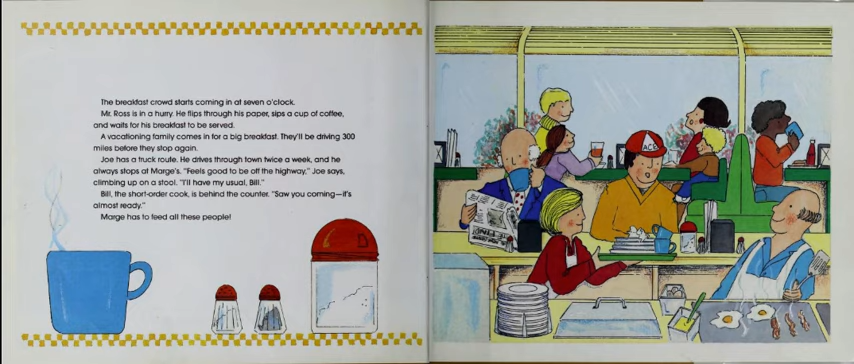 The breakfast crowd starts coming in at seven o'clock.
Mr. Ross is in a hurry. He flips through his paper, sips a cup of coffee,
and waits for his breakfast to be served.
A vacationing family comes in for a big breakfast. They'll be driving 300
miles before they stop again.
Joe has a truck route. He drives through town twice a week, and he
always stops at Marge's. "Feels good to be off the highway," Joe says,
climbing up on a stool. "I'll have my usual, Bill."
Bill, the short-order cook, is behind the counter. "Saw you coming—it's
almost ready."
Marge has to feed all these people!
ACE